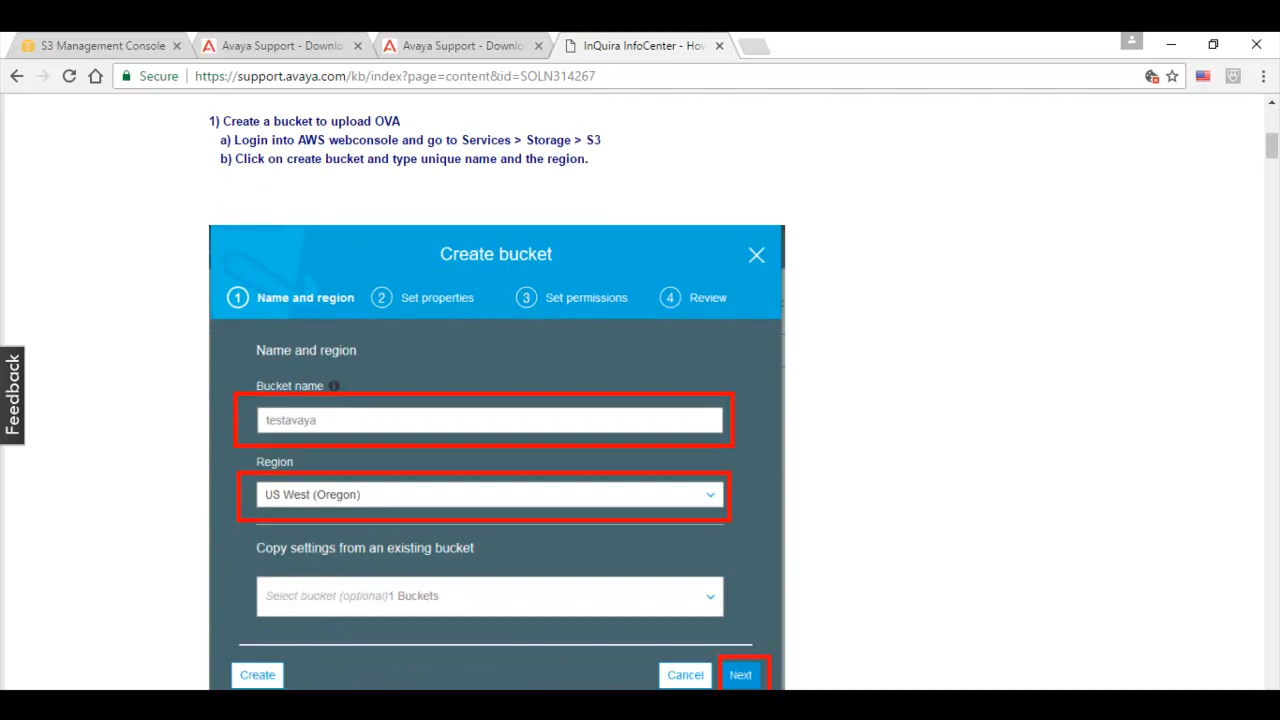 S3 Management Console
Avaya Support - Downlo
Avaya Support - Downlo
InQuira InfoCenter - Ho
Secure
https://support.avaya.com/kb/index?page=content&id=SOLN314267
1) Create a bucket to upload OVA
a) Login into AWS webconsole and go to Services > Storage > S3
b) Click on create bucket and type unique name and the region.
Create bucket
1 Name and region
2 Set properties
3 Set permissions
4 Review
Name and region
Bucket name
testavaya
Region
US West (Oregon)
Copy settings from an existing bucket
Select bucket (optional)1 Buckets
Create
Cancel
Next
Feedback